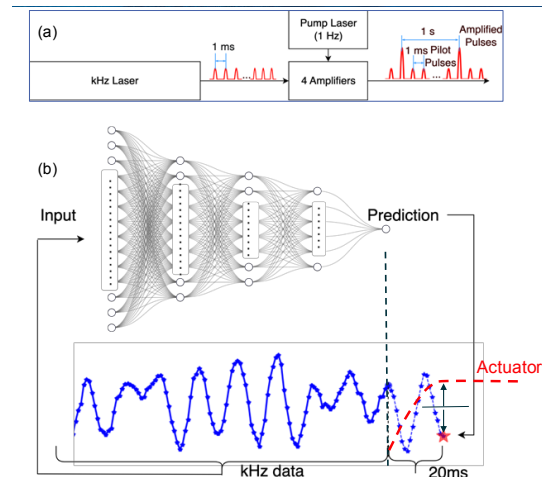 (a)
Pump Laser
(1 Hz)
1 s
Amplified
Pulses
1 ms
1 ms Pilot
Pulses
kHz Laser
...
4 Amplifiers
...
(b)
Input
Prediction
Actuator
kHz data
20ms